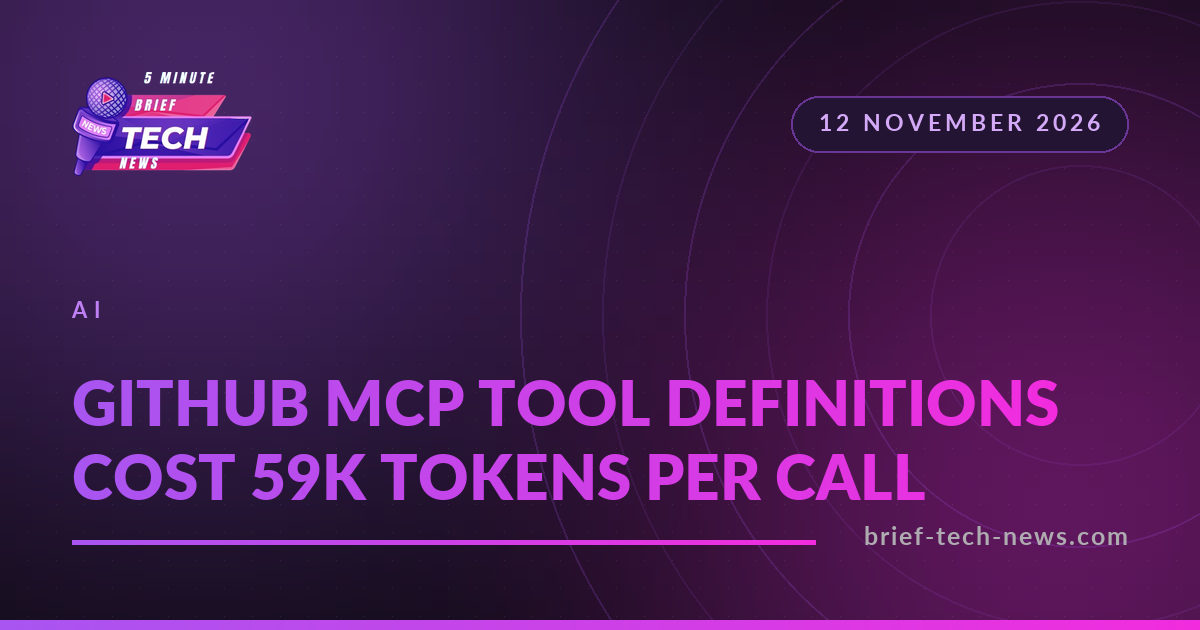 5 MINUTE
BRIEF
NEWS
TECH
NEWS
12 NOVEMBER 2026
AI
GITHUB MCP TOOL DEFINITIONS
COST 59K TOKENS PER CALL
brief-tech-news.com